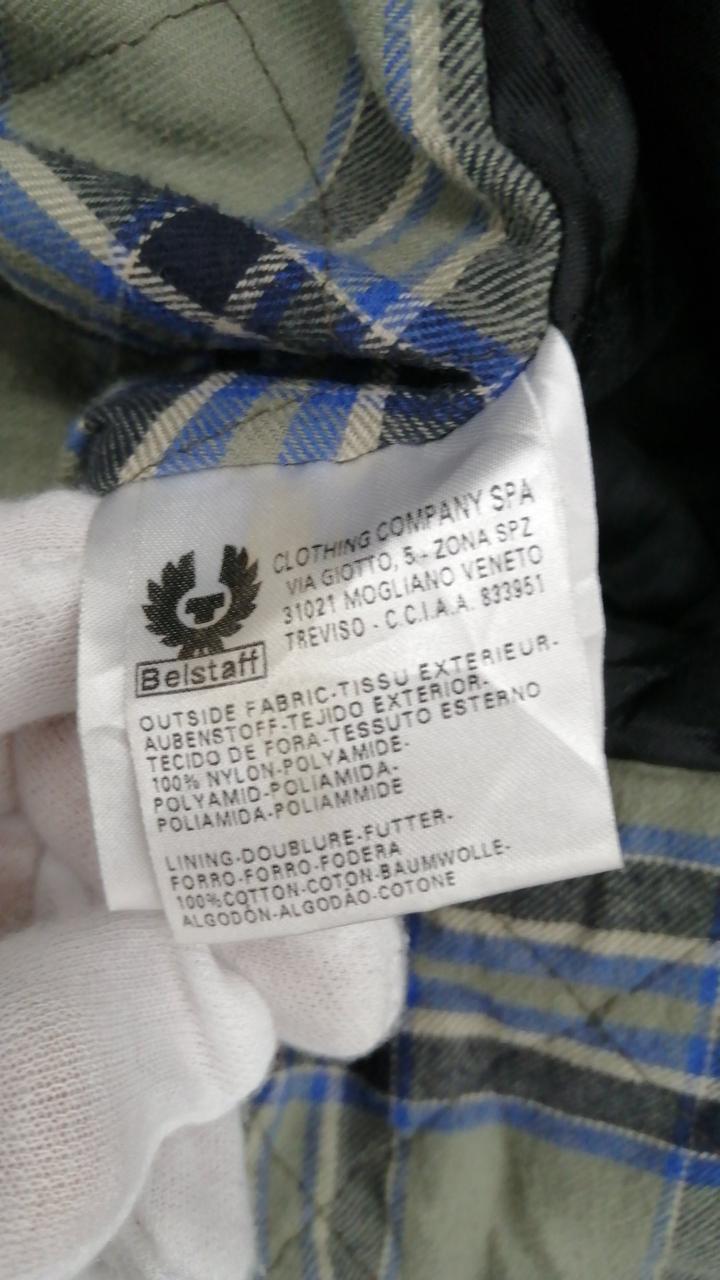 CLOTHING COMPANY SPA
VIA GIOTTO, 5 - ZONA SPZ
31021 MOGLIANO VENETO
TREVISO - C.C.I.A.A. 833951
Belstaff
OUTSIDE FABRIC-TISSU EXTERIEUR-
AUBENSTOFF-TEJIDO EXTERIOR-
TECIDO DE FORA-TESSUTO ESTERNO
100% NYLON-POLYAMIDE-
POLYAMID-POLIAMIDA-
POLIAMIDA-POLIAMMIDE
LINING-DOUBLURE-FUTTER-
FORRO-FORRO-FODERA
100%COTTON-COTON-BAUMWOLLE-
ALGODÓN-ALGODÃO-COTONE